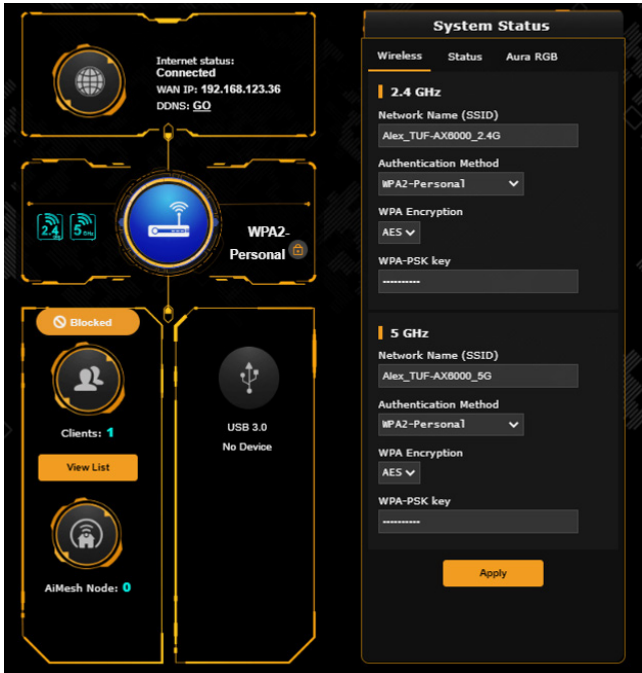 Internet status:
Connected
WAN IP: 192.168.123.36
DDNS: GO
2.4
GHz
5
GHz
WPA2-
Personal
Blocked
Clients: 1
View List
AiMesh Node: 0
USB 3.0
No Device
System Status
Wireless Status Aura RGB
2.4 GHz
Network Name (SSID)
Alex_TUF-AX6000_2.4G
Authentication Method
WPA2-Personal
WPA Encryption
AES
WPA-PSK key
5 GHz
Network Name (SSID)
Alex_TUF-AX6000_5G
Authentication Method
WPA2-Personal
WPA Encryption
AES
WPA-PSK key
Apply